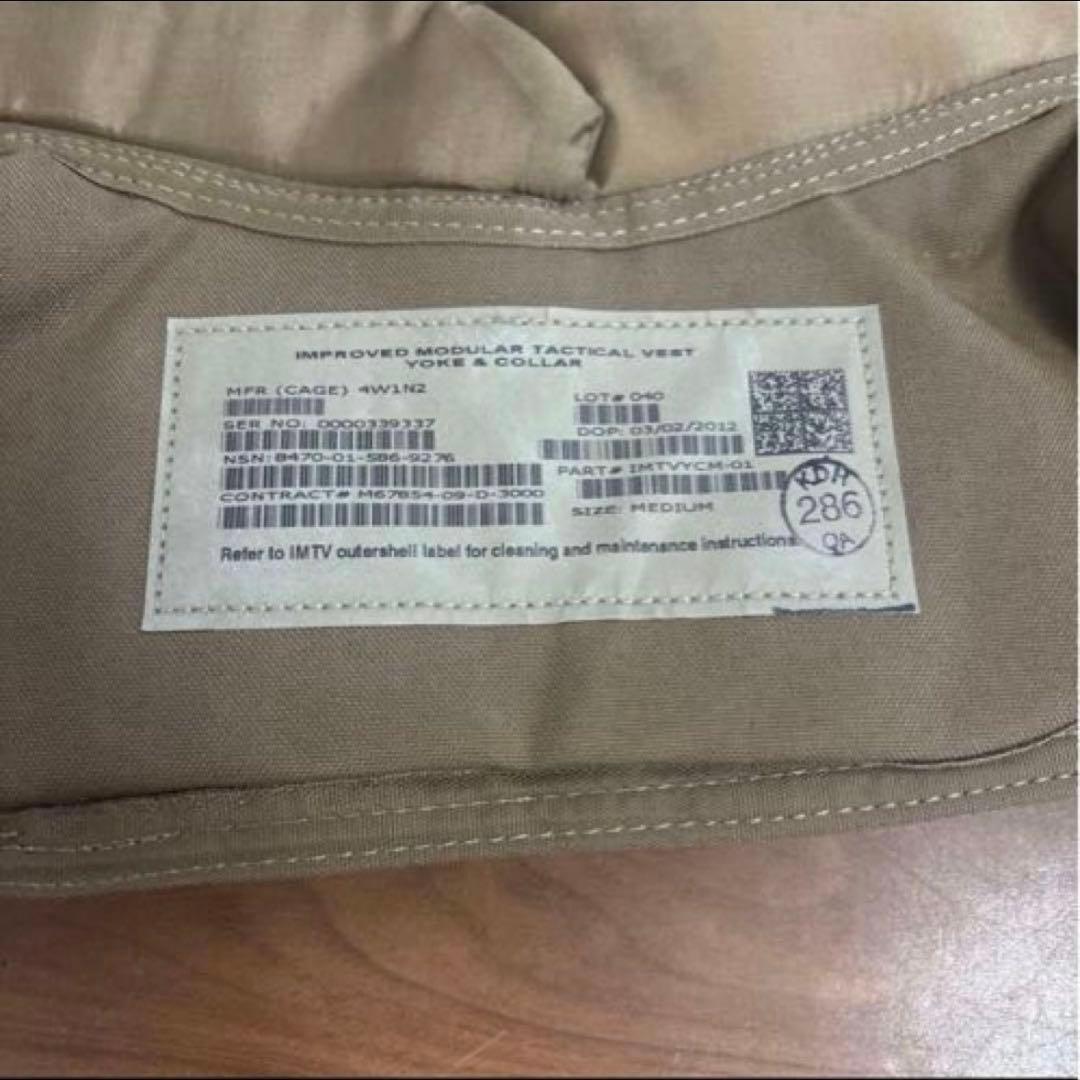 IMPROVED MODULAR TACTICAL VEST
YOKE & COLLAR
MFR (CAGE) 4W1N2
SER NO: 0000339337
NSN: 8470-01-586-9276
CONTRACT# M67854-09-D-3000
LOT# 040
DOP: 03/02/2012
PART# IMTVYCM-01
SIZE: MEDIUM
KDH
286
QA
Refer to IMTV outershell label for cleaning and maintenance instructions